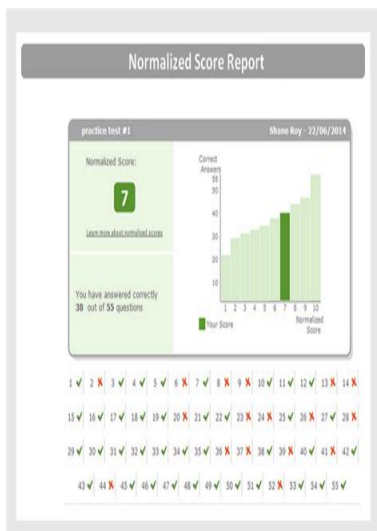 Normalized Score Report
practice test #1 Shane Roy - 22/06/2014
Normalized Score:
7
Learn more about normalized scores
You have answered correctly
38 out of 55 questions
Correct
Answers
55
50
40
30
20
10
1 2 3 4 5 6 7 8 9 10
Your Score
Normalized
Score
1 ✔ 2 ✘ 3 ✔ 4 ✔ 5 ✔ 6 ✘ 7 ✔ 8 ✘ 9 ✘ 10 ✔ 11 ✔ 12 ✔ 13 ✘ 14 ✘
15 ✔ 16 ✔ 17 ✔ 18 ✔ 19 ✔ 20 ✘ 21 ✔ 22 ✔ 23 ✘ 24 ✘ 25 ✔ 26 ✘ 27 ✔ 28 ✘
29 ✔ 30 ✔ 31 ✔ 32 ✔ 33 ✔ 34 ✔ 35 ✔ 36 ✘ 37 ✘ 38 ✔ 39 ✘ 40 ✔ 41 ✘ 42 ✔
43 ✔ 44 ✘ 45 ✔ 46 ✔ 47 ✔ 48 ✔ 49 ✔ 50 ✔ 51 ✔ 52 ✘ 53 ✔ 54 ✔ 55 ✔